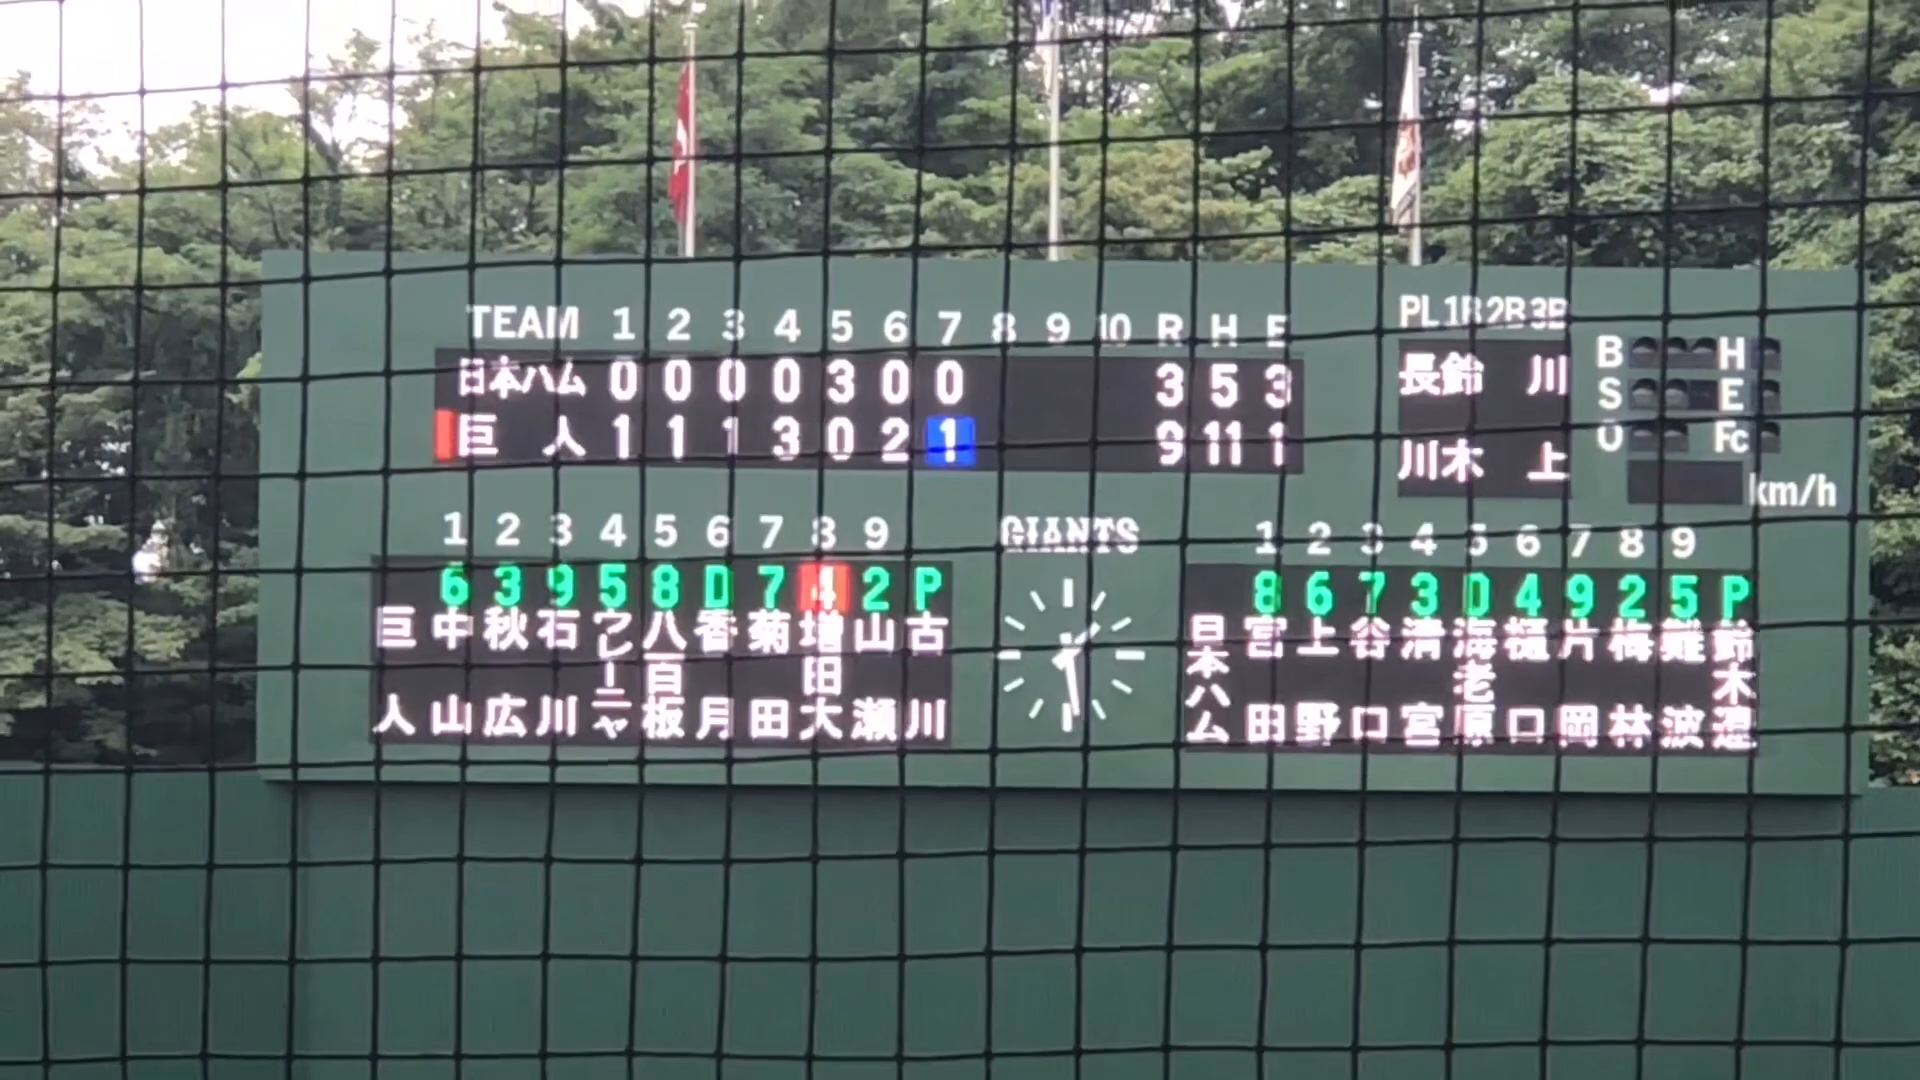 TEAM 1 2 3 4 5 6 7 8 9 10 R H E
日本ハム 0 0 0 0 3 0 0 3 5 3
巨人 1 1 1 3 0 2 1 9 11 1
PL 1B 2B 3B
長鈴 川
川木 上
B H
S E
O Fc
km/h
1 2 3 4 5 6 7 8 9
6 3 9 5 8 D 7 4 2 P
巨人 中山 秋広 石川 ウレーニャ 八百板 香月 菊田 増田大 山瀬 古川
GIANTS
1 2 3 4 5 6 7 8 9
8 6 7 3 D 4 9 2 5 P
日本ハム 宮田 上野 谷口 清宮 海老原 樋口 片岡 梅林 難波 鈴木遼